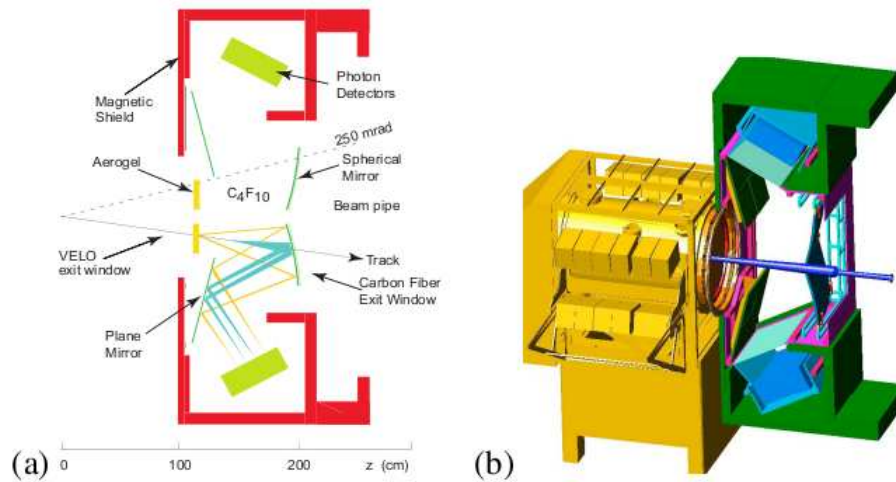 Magnetic
Shield
Photon
Detectors
250 mrad
Aerogel
C4F10
Spherical
Mirror
Beam pipe
VELO
exit window
Track
Carbon Fiber
Exit Window
Plane
Mirror
(a)
0 100 200 z (cm)
(b)